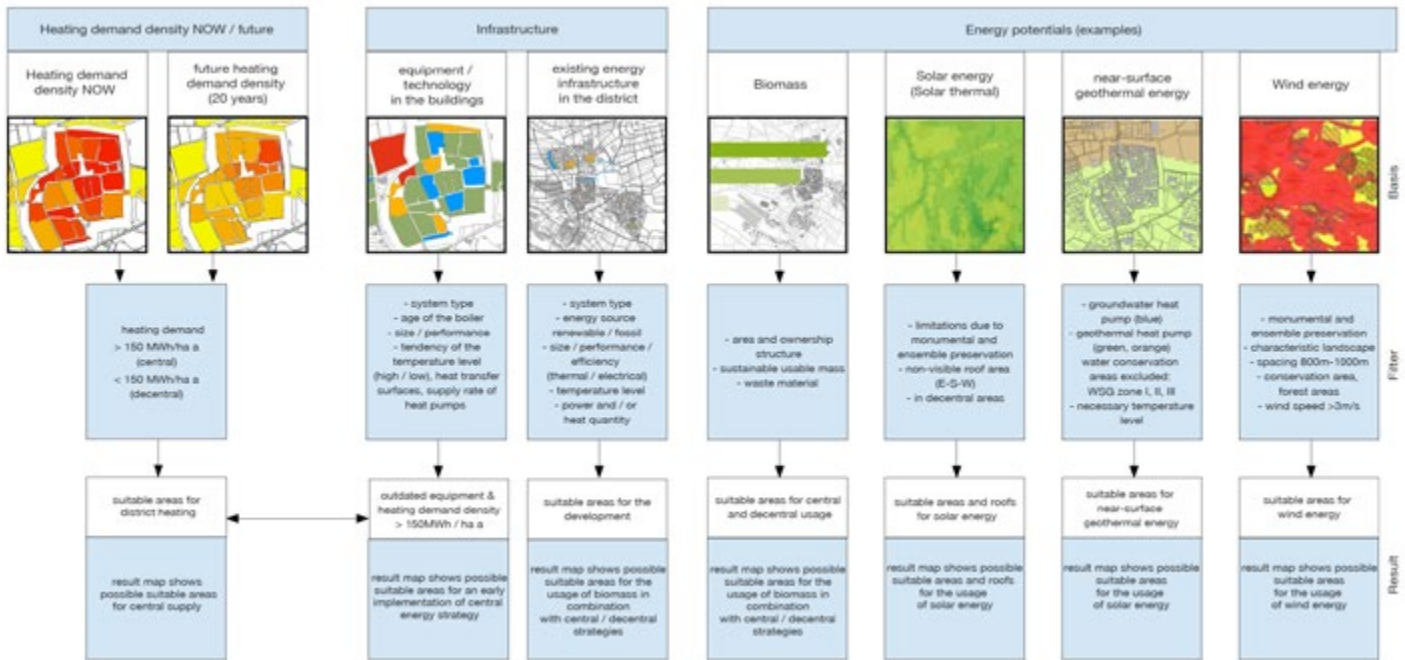 Heating demand density NOW / future
Infrastructure
Energy potentials (examples)
Heating demand
density NOW
future heating
demand density
(20 years)
equipment /
technology
in the buildings
existing energy
infrastructure
in the district
Biomass
Solar energy
(Solar thermal)
near-surface
geothermal energy
Wind energy
Basis
heating demand
> 150 MWh/ha a
(central)
< 150 MWh/ha a
(decentral)
- system type
- age of the boiler
- size / performance
- tendency of the
temperature level
(high / low), heat transfer
surfaces, supply rate of
heat pumps
- system type
- energy source
renewable / fossil
- size / performance /
efficiency
(thermal / electrical)
- temperature level
- power and / or
heat quantity
- area and ownership
structure
- sustainable usable mass
- waste material
- limitations due to
monumental and
ensemble preservation
- non-visible roof area
(E-S-W)
- in decentral areas
- groundwater heat
pump (blue)
- geothermal heat pump
(green, orange)
water conservation
areas excluded:
WSG zone I, II, III
- necessary temperature
level
- monumental and
ensemble preservation
- characteristic landscape
- spacing 800m-1000m
- conservation area,
forest areas
- wind speed >3m/s
Filter
suitable areas for
district heating
outdated equipment &
heating demand density
> 150MWh / ha a
suitable areas for the
development
suitable areas for central
and decentral usage
suitable areas and roofs
for solar energy
suitable areas for
near-surface
geothermal energy
suitable areas for
wind energy
result map shows
possible suitable areas
for central supply
result map shows possible
suitable areas for an early
implementation of central
energy strategy
result map shows possible
suitable areas for the
usage of biomass in
combination
with central / decentral
strategies
result map shows possible
suitable areas for the
usage of biomass in
combination
with central / decentral
strategies
result map shows possible
suitable areas and roofs
for the usage
of solar energy
result map shows possible
suitable areas
for the usage
of solar energy
result map shows possible
suitable areas
for the usage
of wind energy
Result